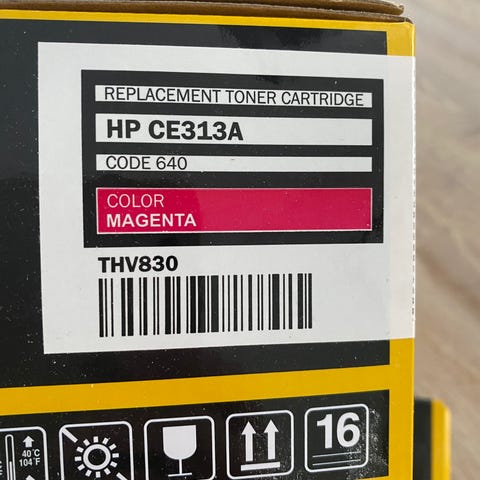 REPLACEMENT TONER CARTRIDGE
HP CE313A
CODE 640
COLOR
MAGENTA
THV830
40°C
104°F
16